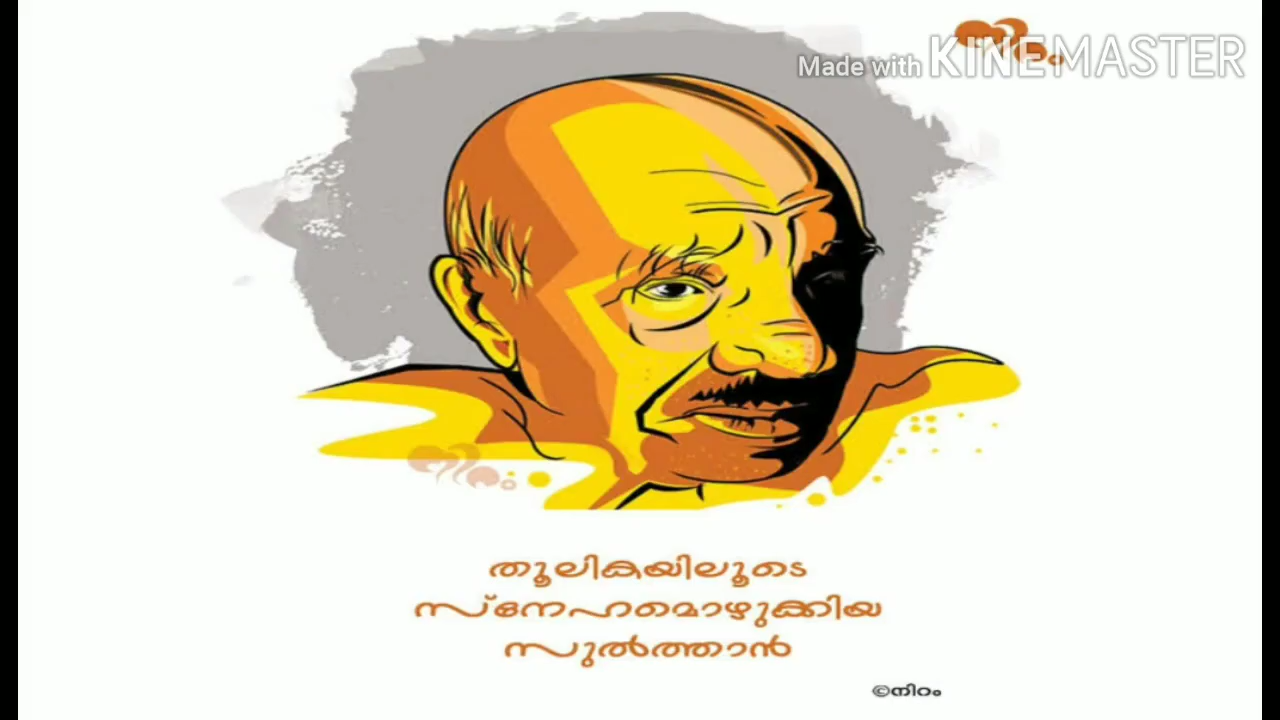 Made with KINEMASTER
നിറം
നിറം
തൂലികയിലൂടെ
സ്നേഹമൊഴുക്കിയ
സുൽത്താൻ
©നിറം